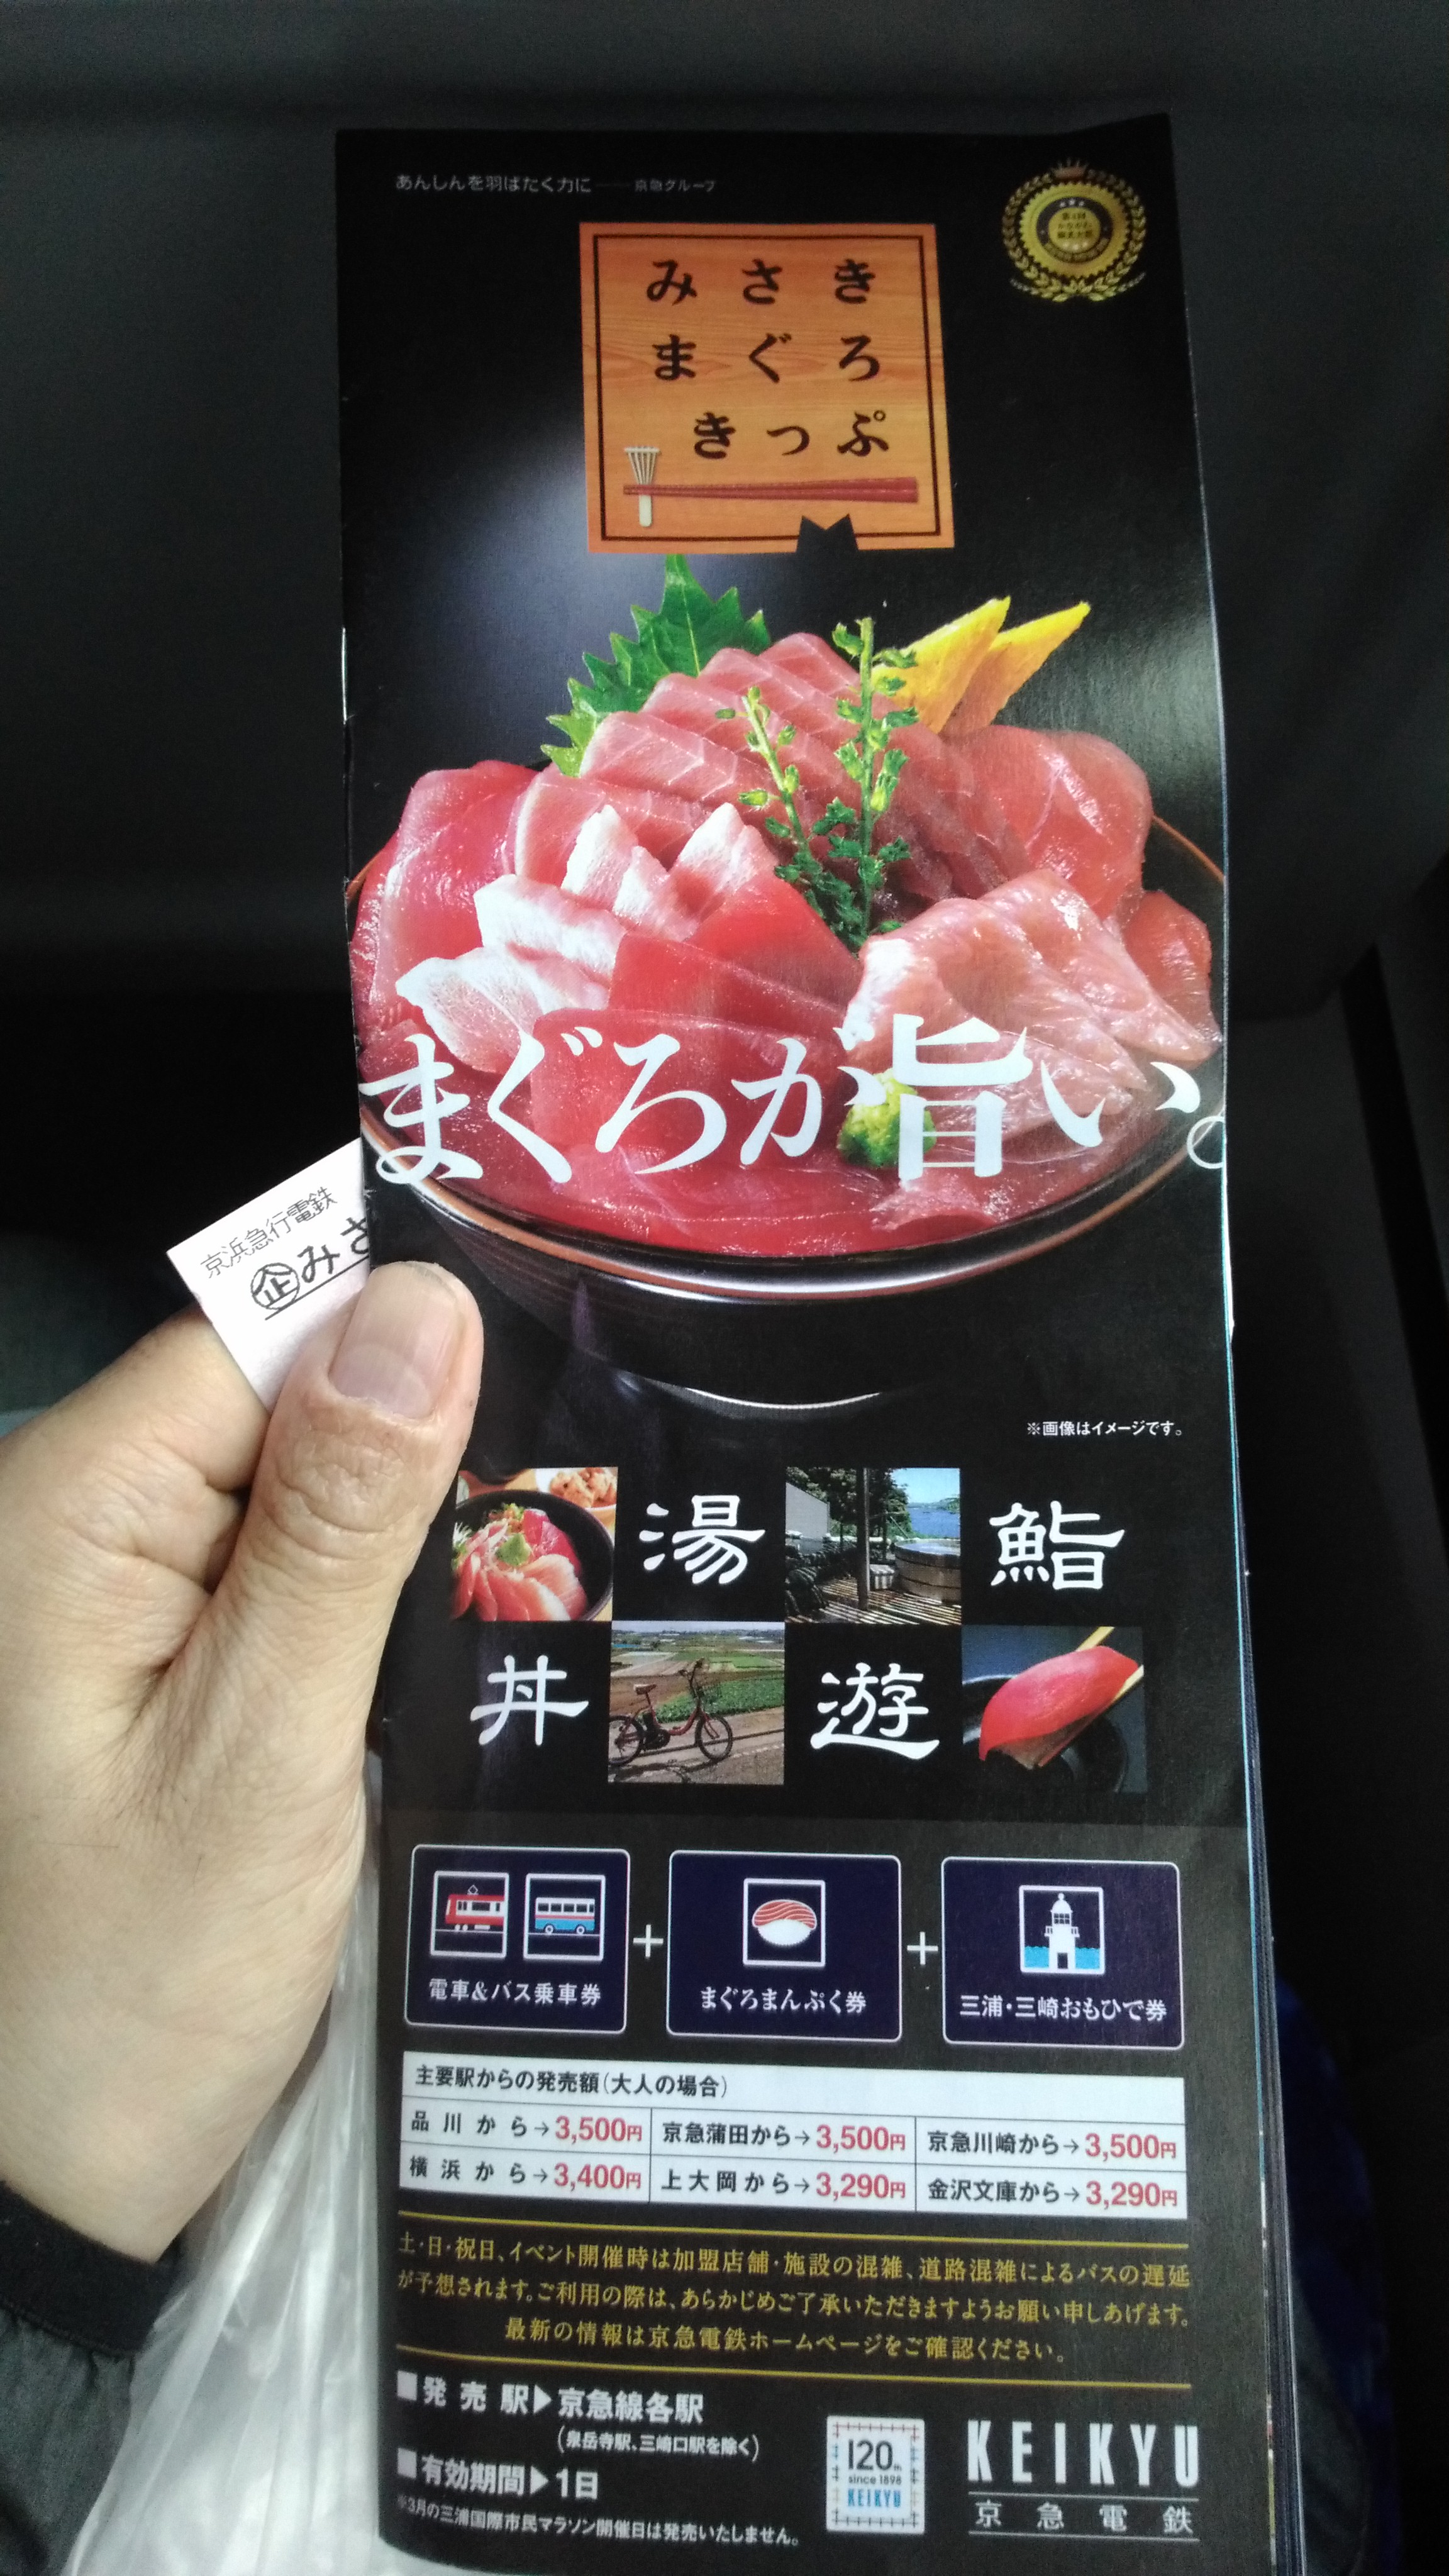 あんしんを羽ばたく力に──京急グループ
みさき
まぐろ
きっぷ
まぐろが旨い。
京浜急行電鉄
企みさ
※画像はイメージです。
湯 鮨
丼 遊
電車&バス乗車券 + まぐろまんぷく券 + 三浦・三崎おもひで券
主要駅からの発売額(大人の場合)
品川から→3,500円 京急蒲田から→3,500円 京急川崎から→3,500円
横浜から→3,400円 上大岡から→3,290円 金沢文庫から→3,290円
土・日・祝日、イベント開催時は加盟店舗・施設の混雑、道路混雑によるバスの遅延
が予想されます。ご利用の際は、あらかじめご了承いただきますようお願い申しあげます。
最新の情報は京急電鉄ホームページをご確認ください。
■発売駅▶京急線各駅
(泉岳寺駅、三崎口駅を除く)
■有効期間▶1日
※3月の三浦国際市民マラソン開催日は発売いたしません。
120th
since 1898
KEIKYU
KEIKYU
京急電鉄